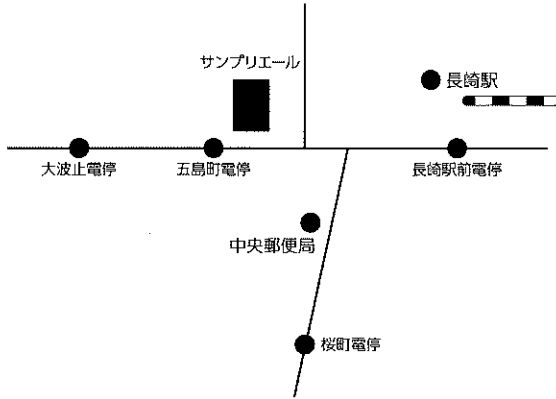 サンプリエール
長崎駅
大波止電停
五島町電停
長崎駅前電停
中央郵便局
桜町電停